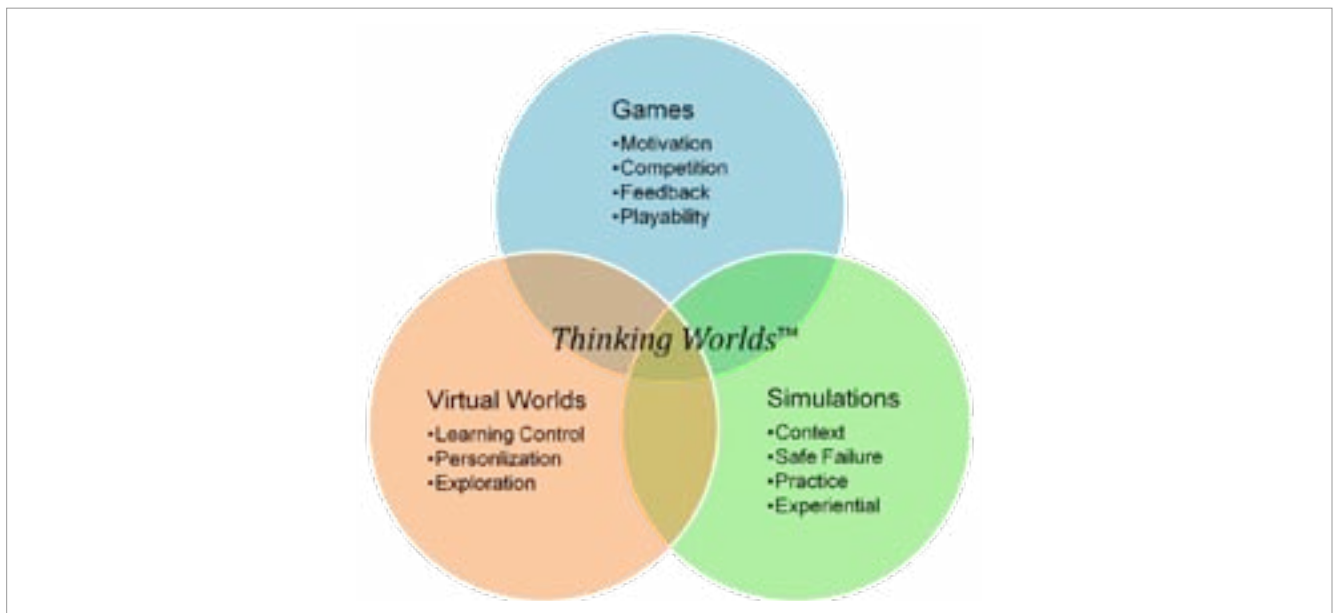 Games
•Motivation
•Competition
•Feedback
•Playability
Thinking Worlds™
Virtual Worlds
•Learning Control
•Personlization
•Exploration
Simulations
•Context
•Safe Failure
•Practice
•Experiential